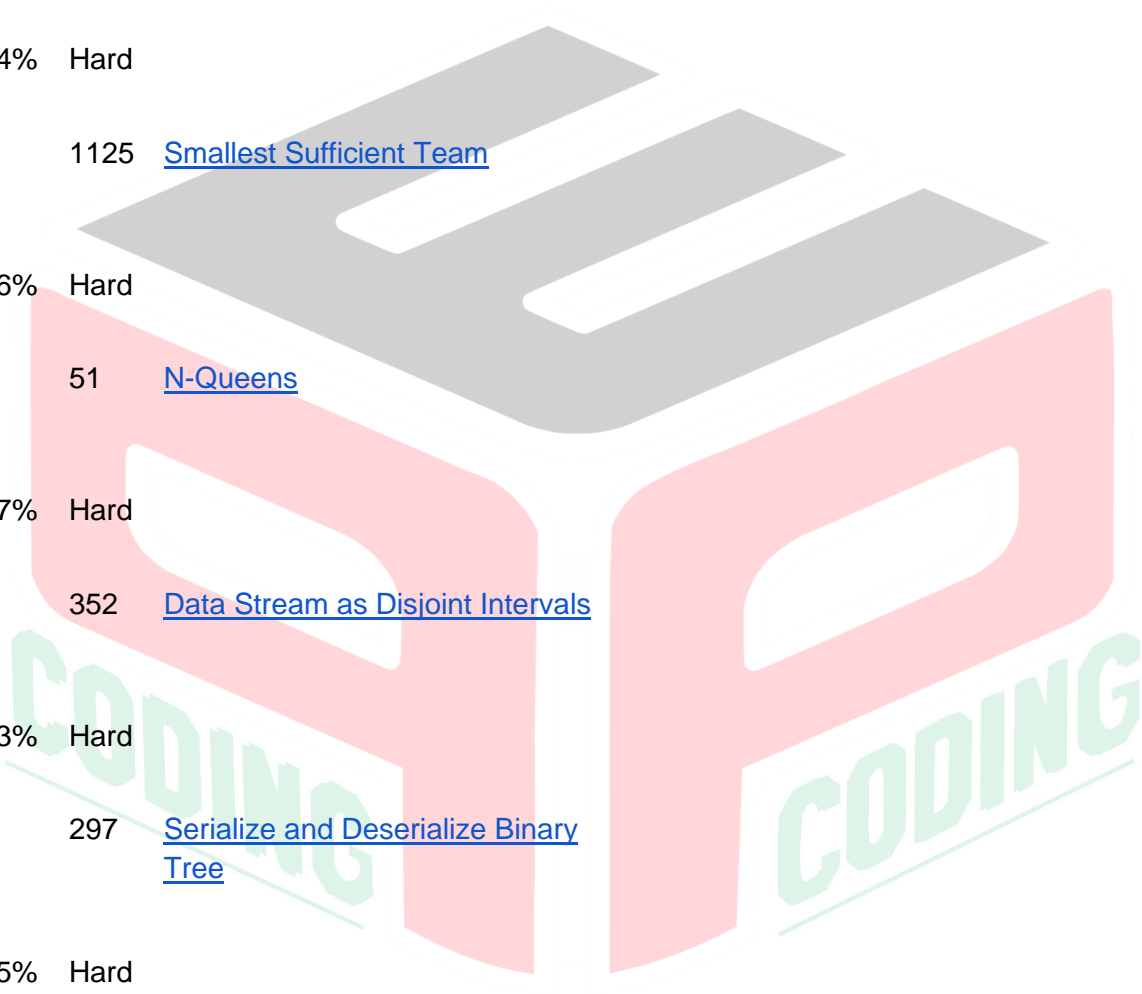 4% Hard
1125 Smallest Sufficient Team
6% Hard
51 N-Queens
7% Hard
352 Data Stream as Disjoint Intervals
3% Hard
297 Serialize and Deserialize Binary
Tree
5% Hard
CODING
CODING